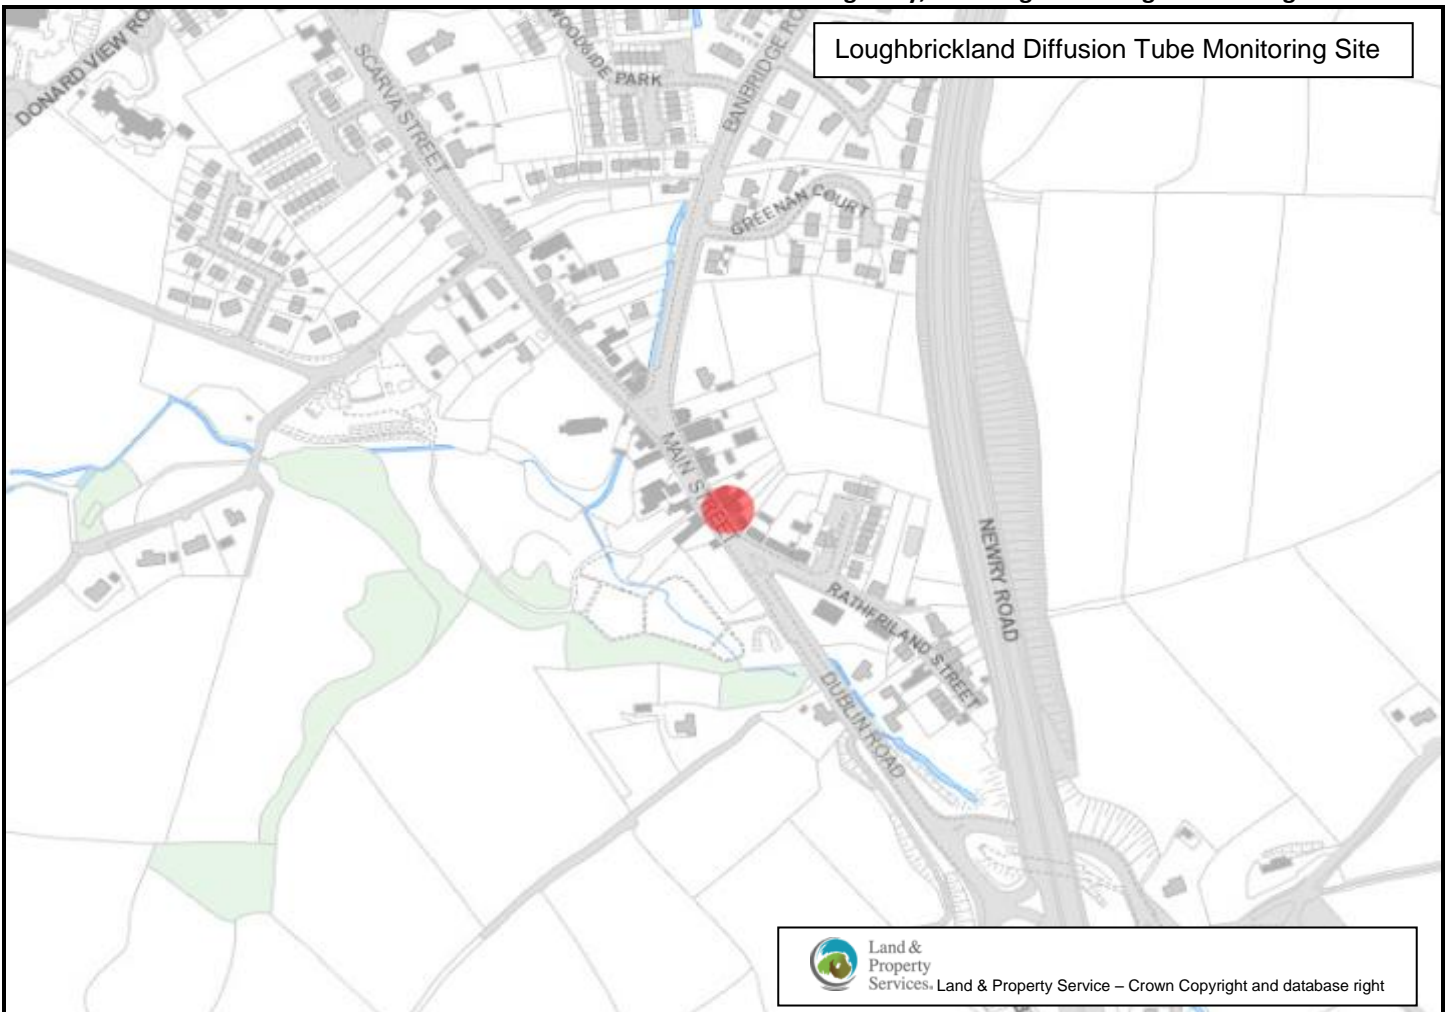 Loughbrickland Diffusion Tube Monitoring Site
DONARD VIEW RO
SCARVA STREET
PARK
BANBRIDGE RO
GREENAN COURT
MAIN STREET
NEWRY ROAD
RATHFRILAND STREET
DUBLIN ROAD
Land &
Property
Services.
Land & Property Service – Crown Copyright and database right